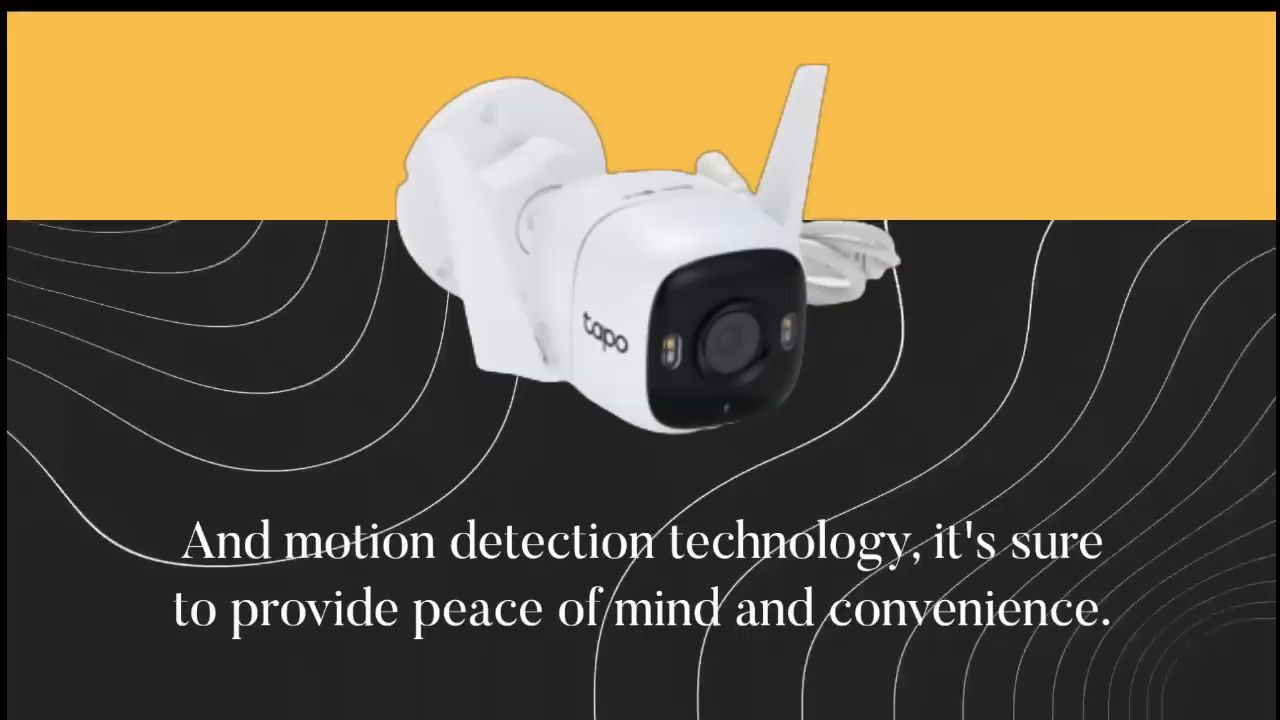 tapo
And motion detection technology, it's sure
to provide peace of mind and convenience.